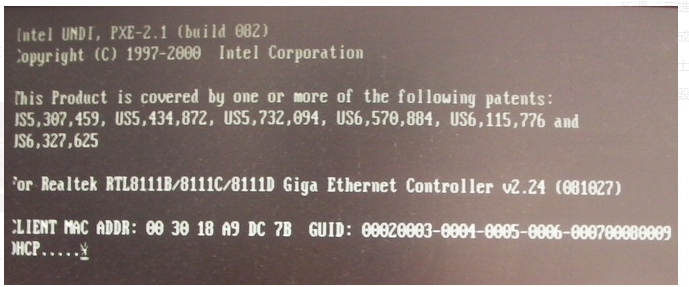 Intel UNDI, PXE-2.1 (build 082)
Copyright (C) 1997-2000 Intel Corporation
This Product is covered by one or more of the following patents:
US5,307,459, US5,434,872, US5,732,094, US6,570,884, US6,115,776 and
US6,327,625
For Realtek RTL8111B/8111C/8111D Giga Ethernet Controller v2.24 (081027)
CLIENT MAC ADDR: 00 30 18 A9 DC 7B GUID: 00020003-0004-0005-0006-000700080009
DHCP.....